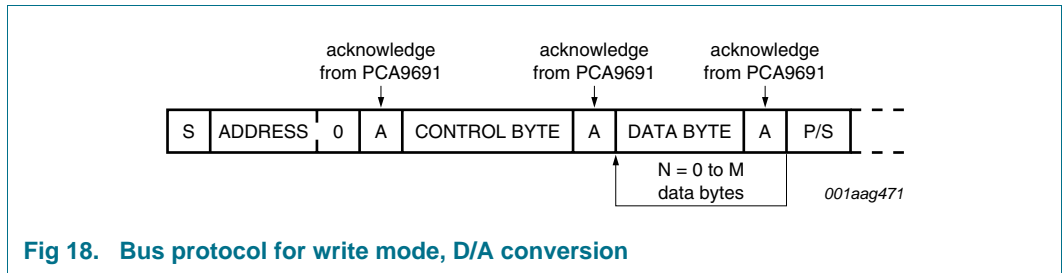 acknowledge acknowledge acknowledge
from PCA9691 from PCA9691 from PCA9691
S ADDRESS 0 A CONTROL BYTE A DATA BYTE A P/S
N = 0 to M
data bytes
001aag471
Fig 18. Bus protocol for write mode, D/A conversion